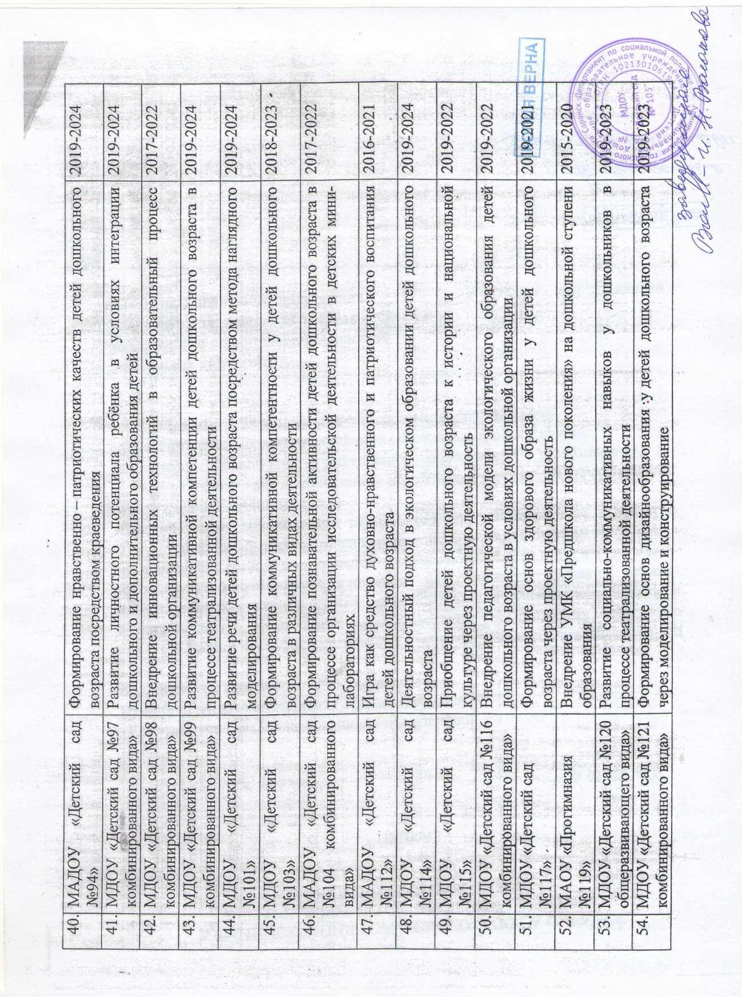 40. МАДОУ «Детский сад Формирование нравственно – патриотических качеств детей дошкольного 2019-2024
№94» возраста посредством краеведения
41. МДОУ «Детский сад №97 Развитие личностного потенциала ребёнка в условиях интеграции 2019-2024
комбинированного вида» дошкольного и дополнительного образования детей
42. МДОУ «Детский сад №98 Внедрение инновационных технологий в образовательный процесс 2017-2022
комбинированного вида» дошкольной организации
43. МДОУ «Детский сад №99 Развитие коммуникативной компетенции детей дошкольного возраста в 2019-2024
комбинированного вида» процессе театрализованной деятельности
44. МДОУ «Детский сад Развитие речи детей дошкольного возраста посредством метода наглядного 2019-2024
№101» моделирования
45. МДОУ «Детский сад Формирование коммуникативной компетентности у детей дошкольного 2018-2023
№103» возраста в различных видах деятельности
46. МАДОУ «Детский сад Формирование познавательной активности детей дошкольного возраста в 2017-2022
№104 комбинированного процессе организации исследовательской деятельности в детских мини-
вида» лабораториях
47. МАДОУ «Детский сад Игра как средство духовно-нравственного и патриотического воспитания 2016-2021
№112» детей дошкольного возраста
48. МДОУ «Детский сад Деятельностный подход в экологическом образовании детей дошкольного 2019-2024
№114» возраста
49. МДОУ «Детский сад Приобщение детей дошкольного возраста к истории и национальной 2019-2022
№115» культуре через проектную деятельность
50. МДОУ «Детский сад №116 Внедрение педагогической модели экологического образования детей 2019-2022
комбинированного вида» дошкольного возраста в условиях дошкольной организации
51. МДОУ «Детский сад Формирование основ здорового образа жизни у детей дошкольного 2019-2021
№117» возраста через проектную деятельность
52 МАОУ «Прогимназия Внедрение УМК «Предшкола нового поколения» на дошкольной ступени 2015-2020
№119» образования
53. МДОУ «Детский сад №120 Развитие социально-коммуникативных навыков у дошкольников в 2019-2023
общеразвивающего вида» процессе театрализованной деятельности
54. МДОУ «Детский сад №121 Формирование основ дизайнообразования у детей дошкольного возраста 2019-2023
комбинированного вида» через моделирование и конструирование
КОПИЯ ВЕРНА
МДОУ
№ 103
заведующая